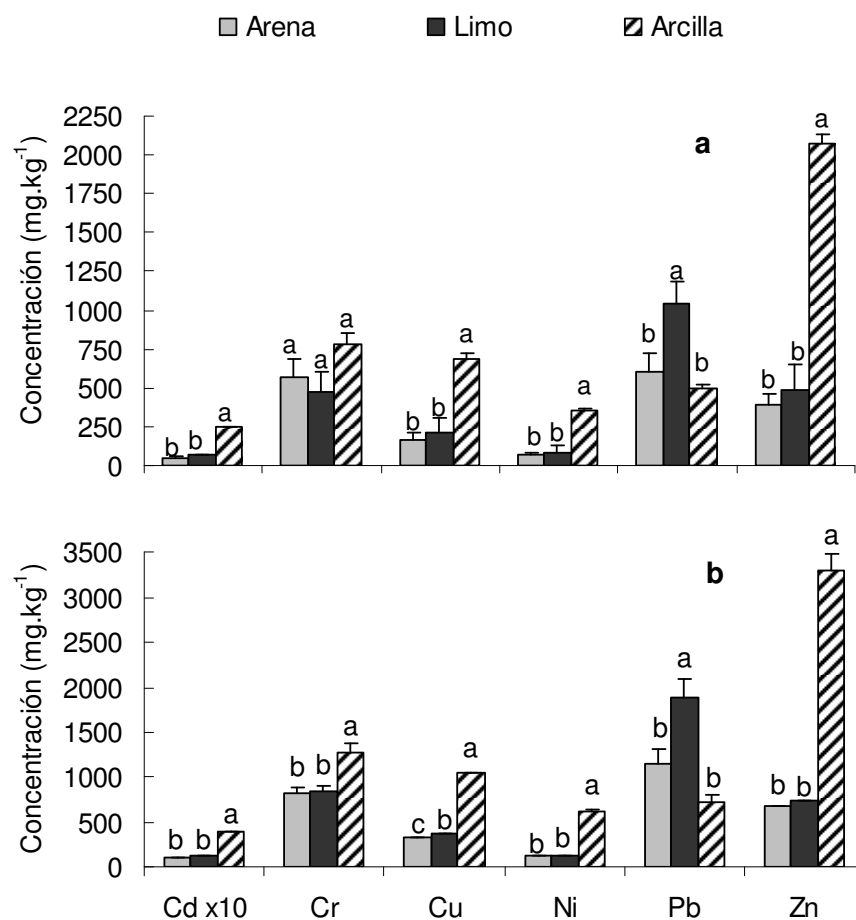 Arena Limo Arcilla
Concentración (mg.kg-1)
2250
2000
1750
1500
1250
1000
750
500
250
0
a
b b a
a a a
b b a
b b a
b a b
b b a
Concentración (mg.kg-1)
3500
3000
2500
2000
1500
1000
500
0
b
b b a
b b a
c b a
b b a
b a b
b b a
Cd x10 Cr Cu Ni Pb Zn